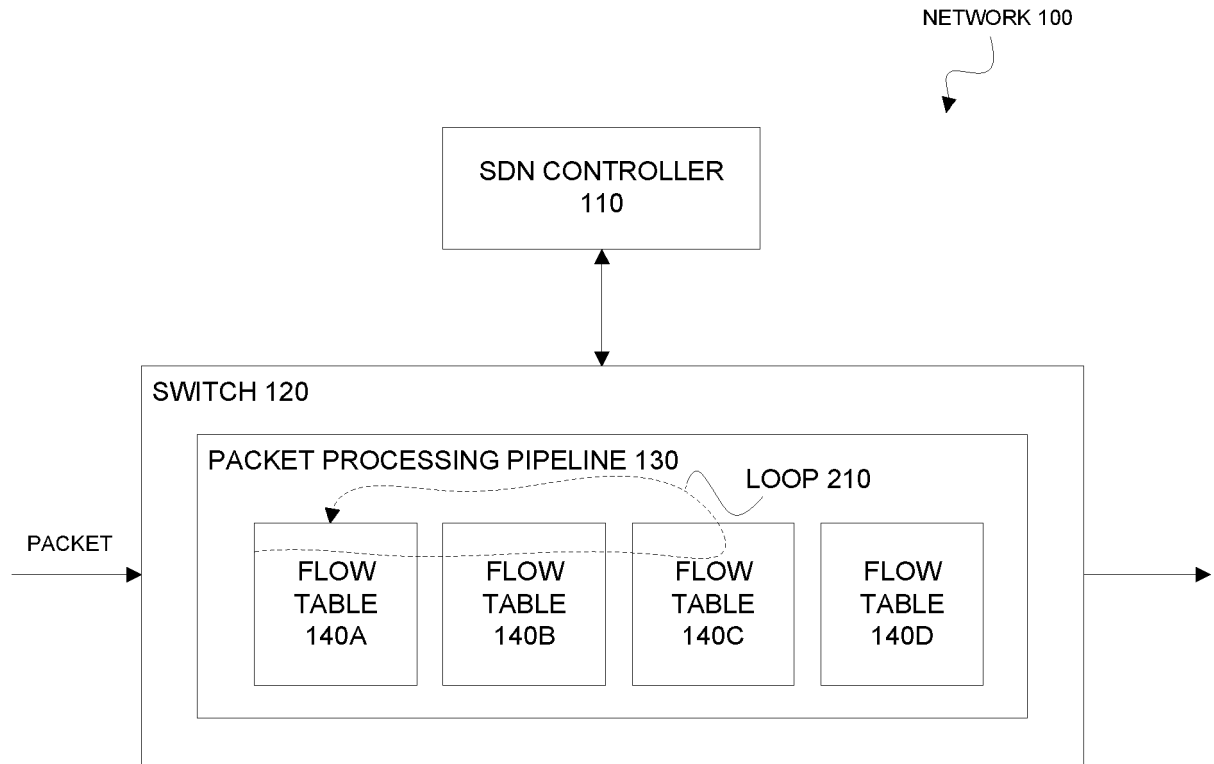 NETWORK 100
SDN CONTROLLER
110
SWITCH 120
PACKET PROCESSING PIPELINE 130
LOOP 210
PACKET
FLOW
TABLE
140A
FLOW
TABLE
140B
FLOW
TABLE
140C
FLOW
TABLE
140D